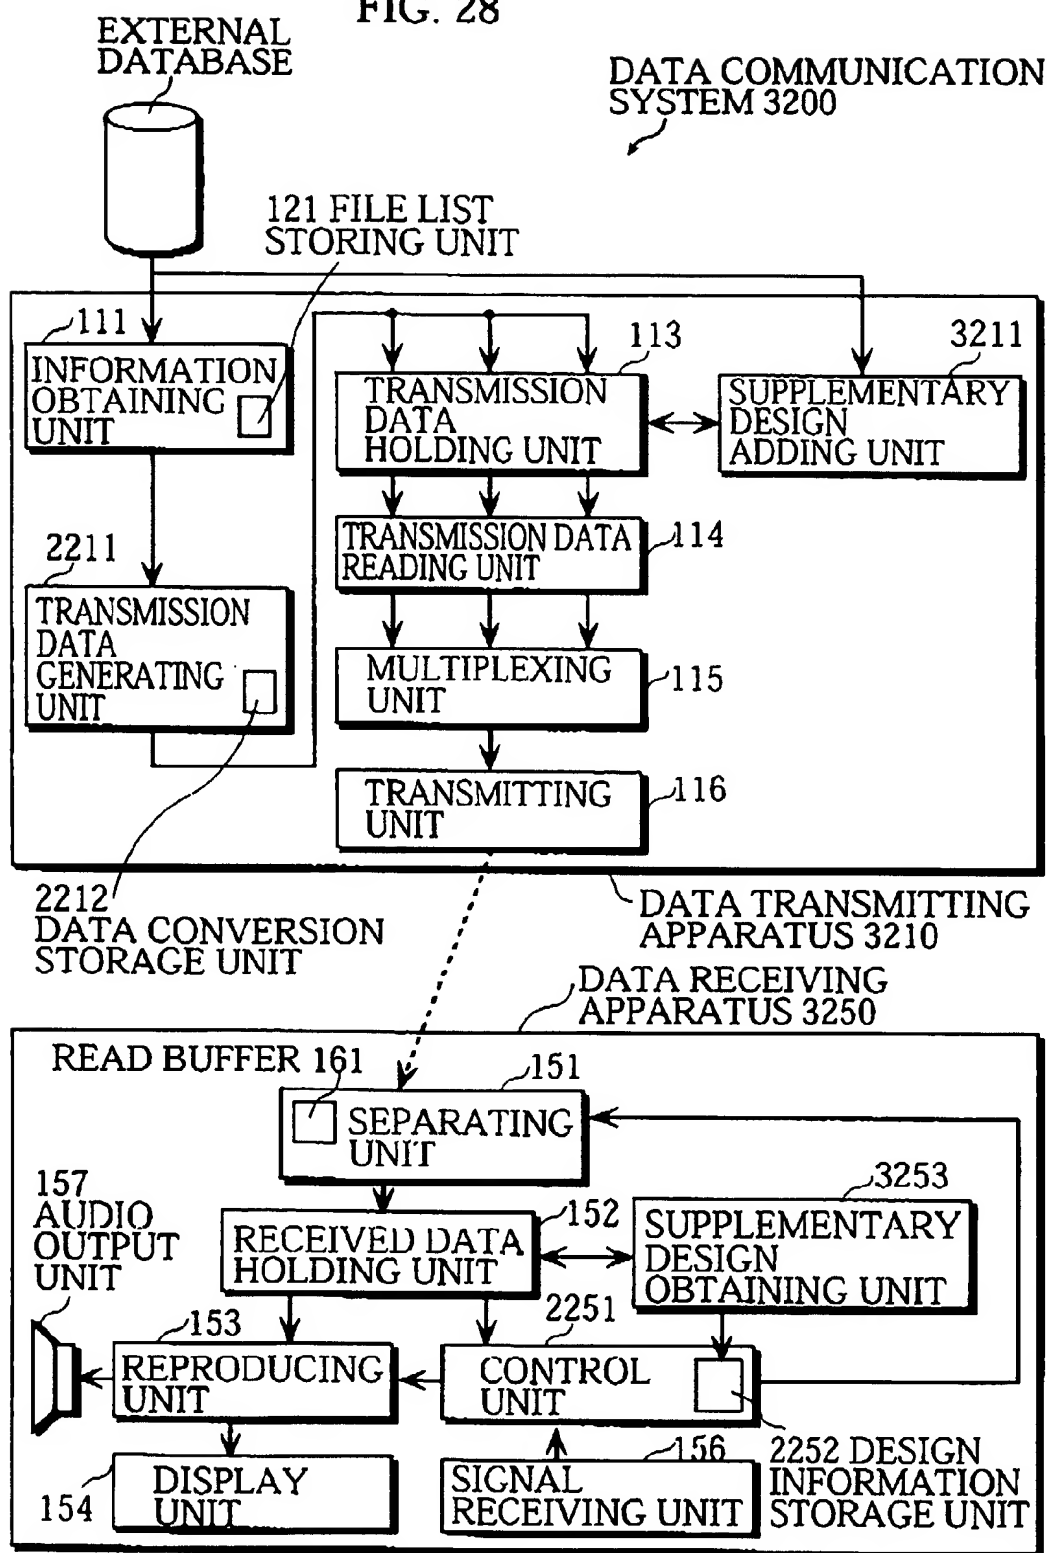 FIG. 28
EXTERNAL
DATABASE
DATA COMMUNICATION
SYSTEM 3200
121 FILE LIST
STORING UNIT
111
INFORMATION
OBTAINING
UNIT
113
TRANSMISSION
DATA
HOLDING UNIT
3211
SUPPLEMENTARY
DESIGN
ADDING UNIT
TRANSMISSION DATA
READING UNIT
114
2211
TRANSMISSION
DATA
GENERATING
UNIT
MULTIPLEXING
UNIT
115
TRANSMITTING
UNIT
116
2212
DATA CONVERSION
STORAGE UNIT
DATA TRANSMITTING
APPARATUS 3210
DATA RECEIVING
APPARATUS 3250
READ BUFFER 161
151
SEPARATING
UNIT
157
AUDIO
OUTPUT
UNIT
152
RECEIVED DATA
HOLDING UNIT
3253
SUPPLEMENTARY
DESIGN
OBTAINING UNIT
153
REPRODUCING
UNIT
2251
CONTROL
UNIT
154
DISPLAY
UNIT
156
SIGNAL
RECEIVING UNIT
2252 DESIGN
INFORMATION
STORAGE UNIT